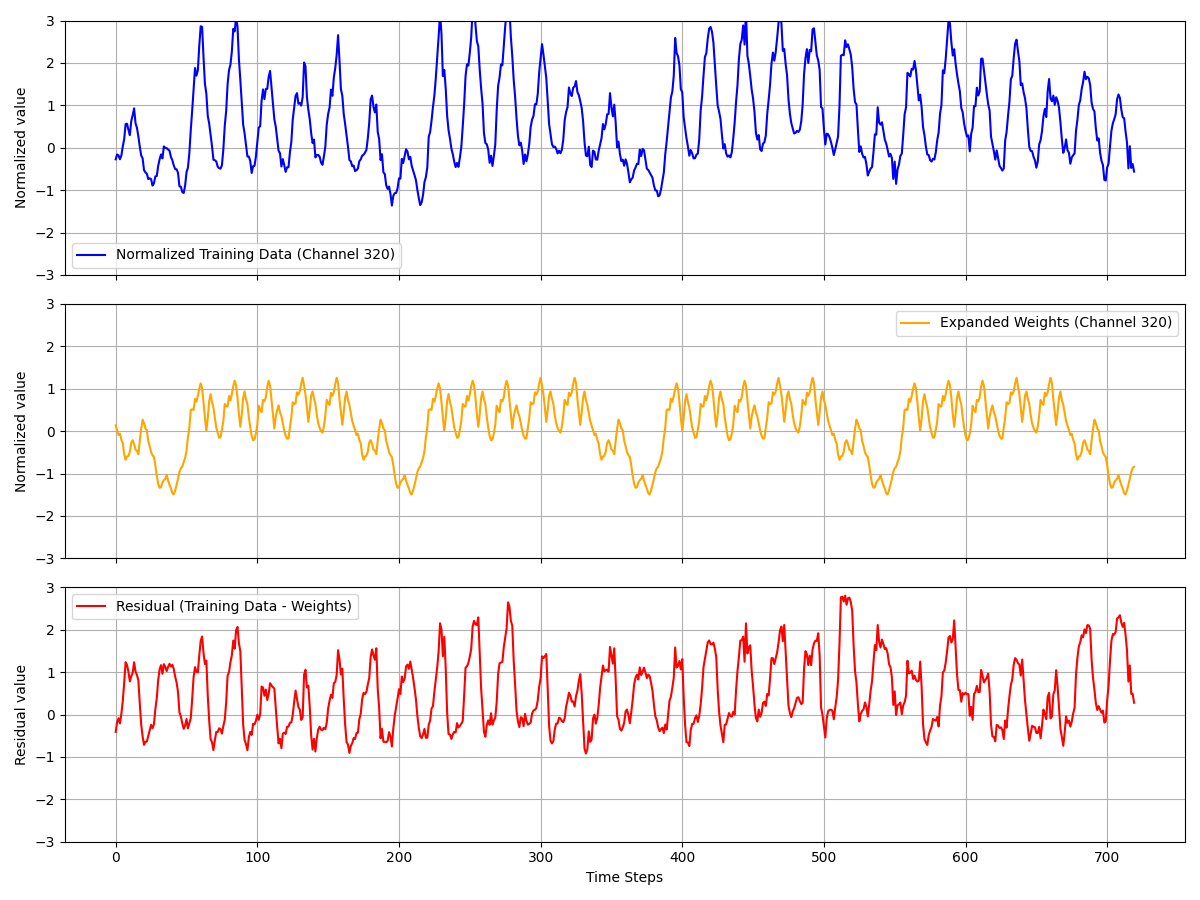 3
2
1
0
−1
−2
−3
Normalized value
Normalized Training Data (Channel 320)
3
2
1
0
−1
−2
−3
Normalized value
Expanded Weights (Channel 320)
3
2
1
0
−1
−2
−3
Residual value
Residual (Training Data - Weights)
0 100 200 300 400 500 600 700
Time Steps